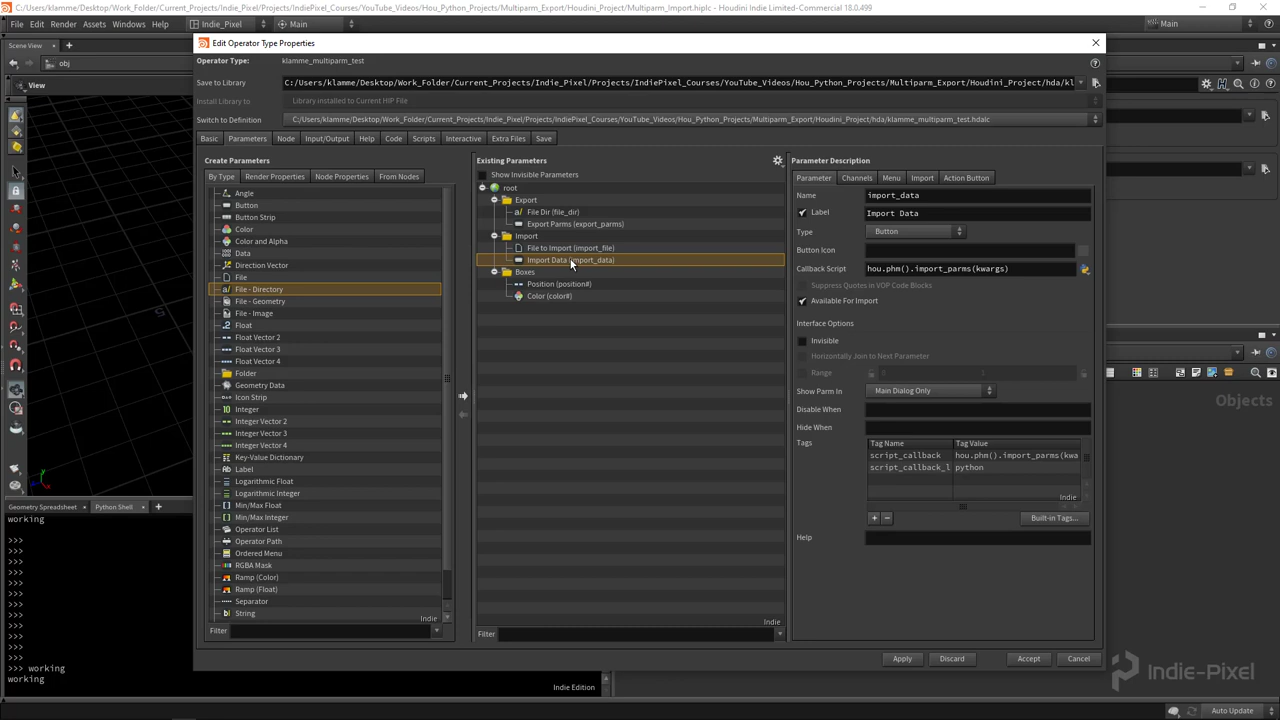 C:/Users/klamme/Desktop/Work_Folder/Current_Projects/Indie_Pixel/Projects/IndiePixel_Courses/YouTube_Videos/Hou_Python_Projects/Multiparm_Export/Houdini_Project/Multiparm_Import.hiplc - Houdini Indie Limited-Commercial 18.0.499
File Edit Render Assets Windows Help Indie_Pixel Main Main
Scene View
obj
View
Edit Operator Type Properties
Operator Type: klamme_multiparm_test
Save to Library C:/Users/klamme/Desktop/Work_Folder/Current_Projects/Indie_Pixel/Projects/IndiePixel_Courses/YouTube_Videos/Hou_Python_Projects/Multiparm_Export/Houdini_Project/hda/kl
Install Library to Library installed to Current HIP File
Switch to Definition C:/Users/klamme/Desktop/Work_Folder/Current_Projects/Indie_Pixel/Projects/IndiePixel_Courses/YouTube_Videos/Hou_Python_Projects/Multiparm_Export/Houdini_Project/hda/klamme_multiparm_test.hdalc
Basic Parameters Node Input/Output Help Code Scripts Interactive Extra Files Save
Create Parameters
By Type Render Properties Node Properties From Nodes
Angle
Button
Button Strip
Color
Color and Alpha
Data
Direction Vector
File
File - Directory
File - Geometry
File - Image
Float
Float Vector 2
Float Vector 3
Float Vector 4
Folder
Geometry Data
Icon Strip
Integer
Integer Vector 2
Integer Vector 3
Integer Vector 4
Key-Value Dictionary
Label
Logarithmic Float
Logarithmic Integer
Min/Max Float
Min/Max Integer
Operator List
Operator Path
Ordered Menu
RGBA Mask
Ramp (Color)
Ramp (Float)
Separator
String
Indie
Filter
Existing Parameters
Show Invisible Parameters
root
Export
File Dir (file_dir)
Export Parms (export_parms)
Import
File to Import (import_file)
Import Data (import_data)
Boxes
Position (position#)
Color (color#)
Indie
Filter
Parameter Description
Parameter Channels Menu Import Action Button
Name import_data
Label Import Data
Type Button
Button Icon
Callback Script hou.phm().import_parms(kwargs)
Suppress Quotes in VOP Code Blocks
Available For Import
Interface Options
Invisible
Horizontally Join to Next Parameter
Range
Show Parm In Main Dialog Only
Disable When
Hide When
Tags Tag Name Tag Value
script_callback hou.phm().import_parms(kwa
script_callback_l python
Indie
Built-in Tags...
Help
Apply Discard Accept Cancel
Geometry Spreadsheet Python Shell
working
>>>
>>>
>>>
>>>
>>>
>>>
>>>
>>>
>>>
>>>
>>> working
working
Indie Edition
Objects
Indie-Pixel
Auto Update